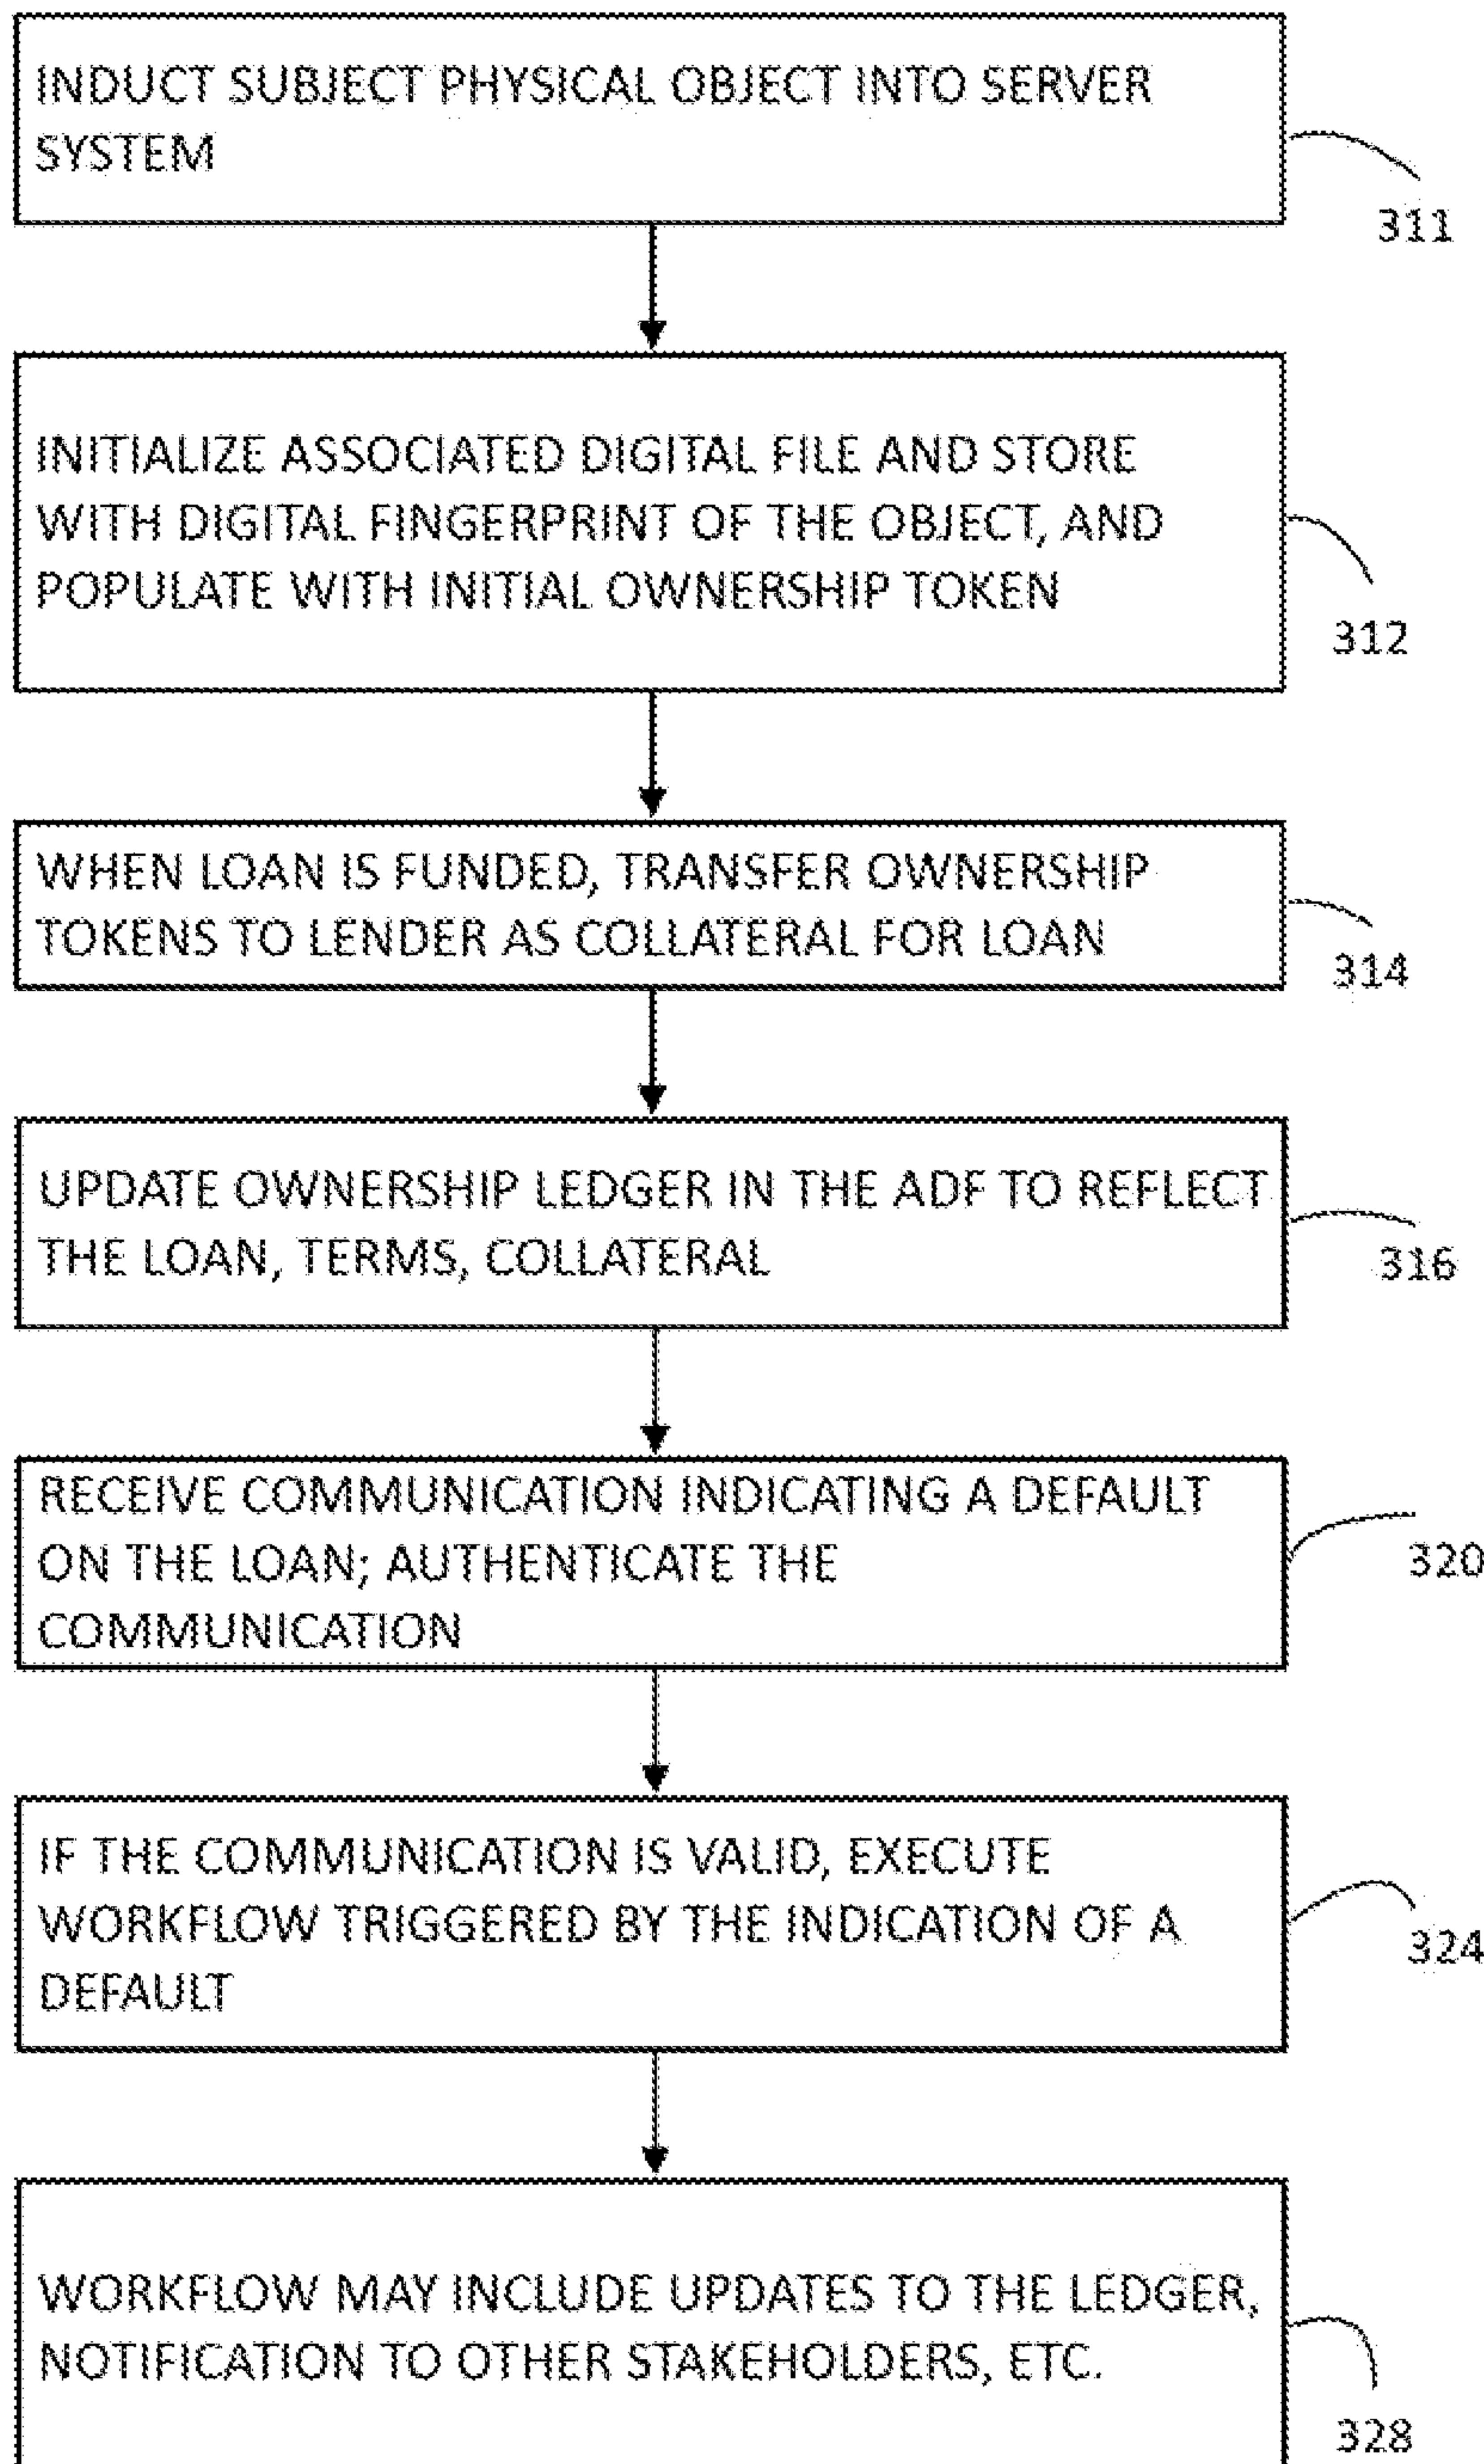 INDUCT SUBJECT PHYSICAL OBJECT INTO SERVER
SYSTEM
311
INITIALIZE ASSOCIATED DIGITAL FILE AND STORE
WITH DIGITAL FINGERPRINT OF THE OBJECT, AND
POPULATE WITH INITIAL OWNERSHIP TOKEN
312
WHEN LOAN IS FUNDED, TRANSFER OWNERSHIP
TOKENS TO LENDER AS COLLATERAL FOR LOAN
314
UPDATE OWNERSHIP LEDGER IN THE ADF TO REFLECT
THE LOAN, TERMS, COLLATERAL
316
RECEIVE COMMUNICATION INDICATING A DEFAULT
ON THE LOAN; AUTHENTICATE THE
COMMUNICATION
320
IF THE COMMUNICATION IS VALID, EXECUTE
WORKFLOW TRIGGERED BY THE INDICATION OF A
DEFAULT
324
WORKFLOW MAY INCLUDE UPDATES TO THE LEDGER,
NOTIFICATION TO OTHER STAKEHOLDERS, ETC.
328